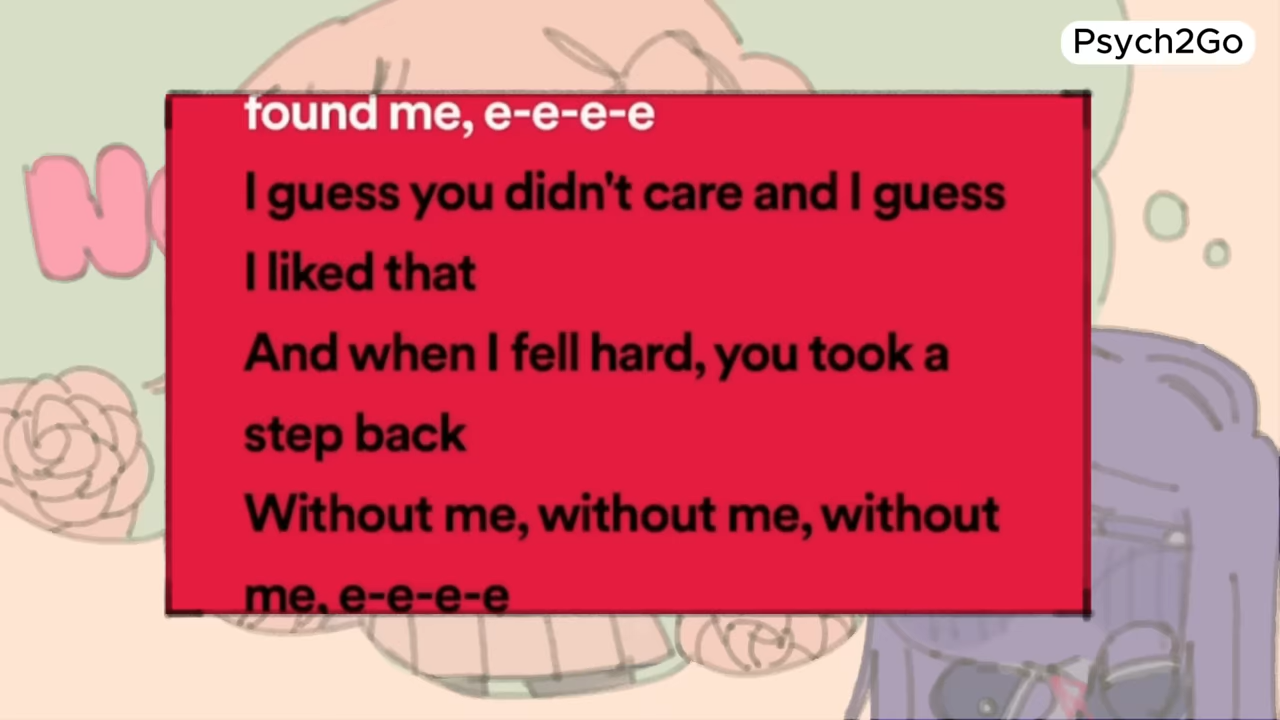 Psych2Go
found me, e-e-e-e
I guess you didn't care and I guess
I liked that
And when I fell hard, you took a
step back
Without me, without me, without
me, e-e-e-e